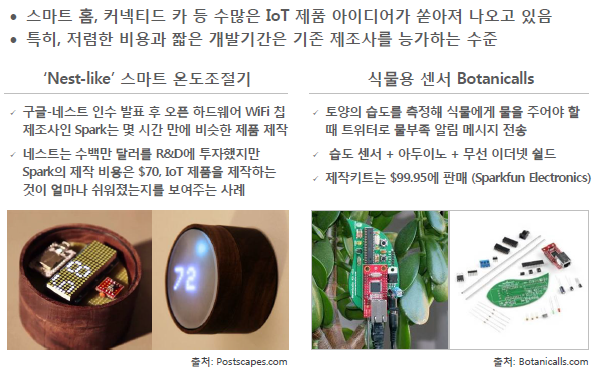 • 스마트 홈, 커넥티드 카 등 수많은 IoT 제품 아이디어가 쏟아져 나오고 있음
• 특히, 저렴한 비용과 짧은 개발기간은 기존 제조사를 능가하는 수준
‘Nest-like’ 스마트 온도조절기
✓ 구글-네스트 인수 발표 후 오픈 하드웨어 WiFi 칩
제조사인 Spark는 몇 시간 만에 비슷한 제품 제작
✓ 네스트는 수백만 달러를 R&D에 투자했지만
Spark의 제작 비용은 $70, IoT 제품을 제작하는
것이 얼마나 쉬워졌는지를 보여주는 사례
72
출처: Postscapes.com
식물용 센서 Botanicalls
✓ 토양의 습도를 측정해 식물에게 물을 주어야 할
때 트위터로 물부족 알림 메시지 전송
✓ 습도 센서 + 아두이노 + 무선 이더넷 쉴드
✓ 제작키트는 $99.95에 판매 (Sparkfun Electronics)
출처: Botanicalls.com